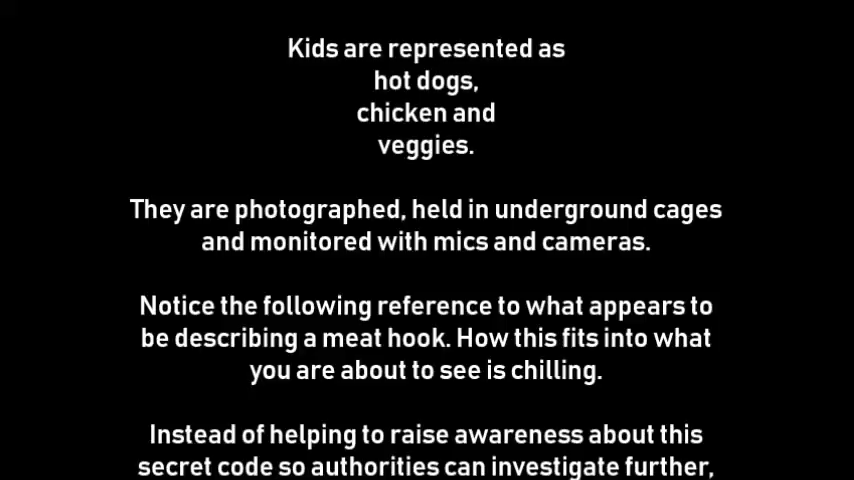 Kids are represented as
hot dogs,
chicken and
veggies.
They are photographed, held in underground cages
and monitored with mics and cameras.
Notice the following reference to what appears to
be describing a meat hook. How this fits into what
you are about to see is chilling.
Instead of helping to raise awareness about this
secret code so authorities can investigate further,